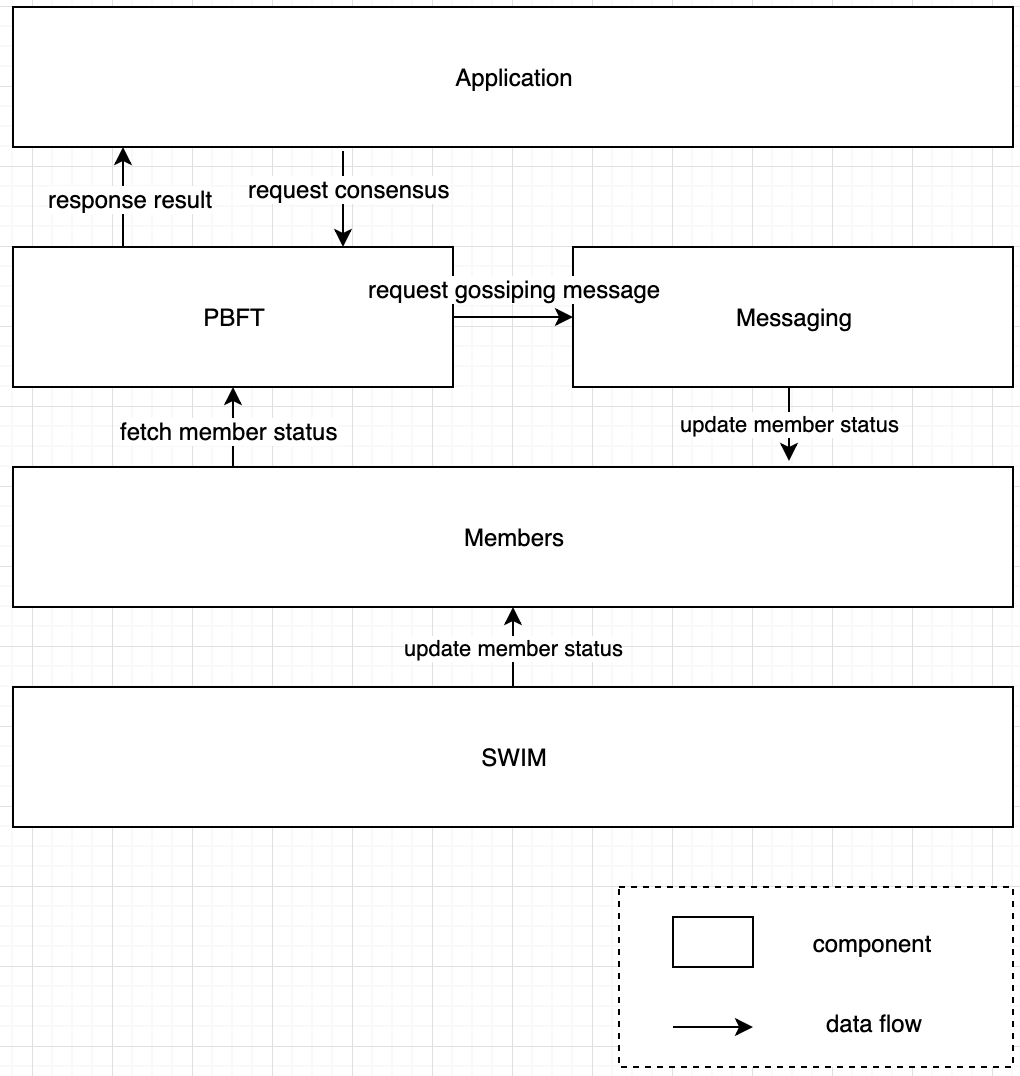 Application
response result
request consensus
request gossiping message
PBFT
Messaging
fetch member status
update member status
Members
update member status
SWIM
component
data flow